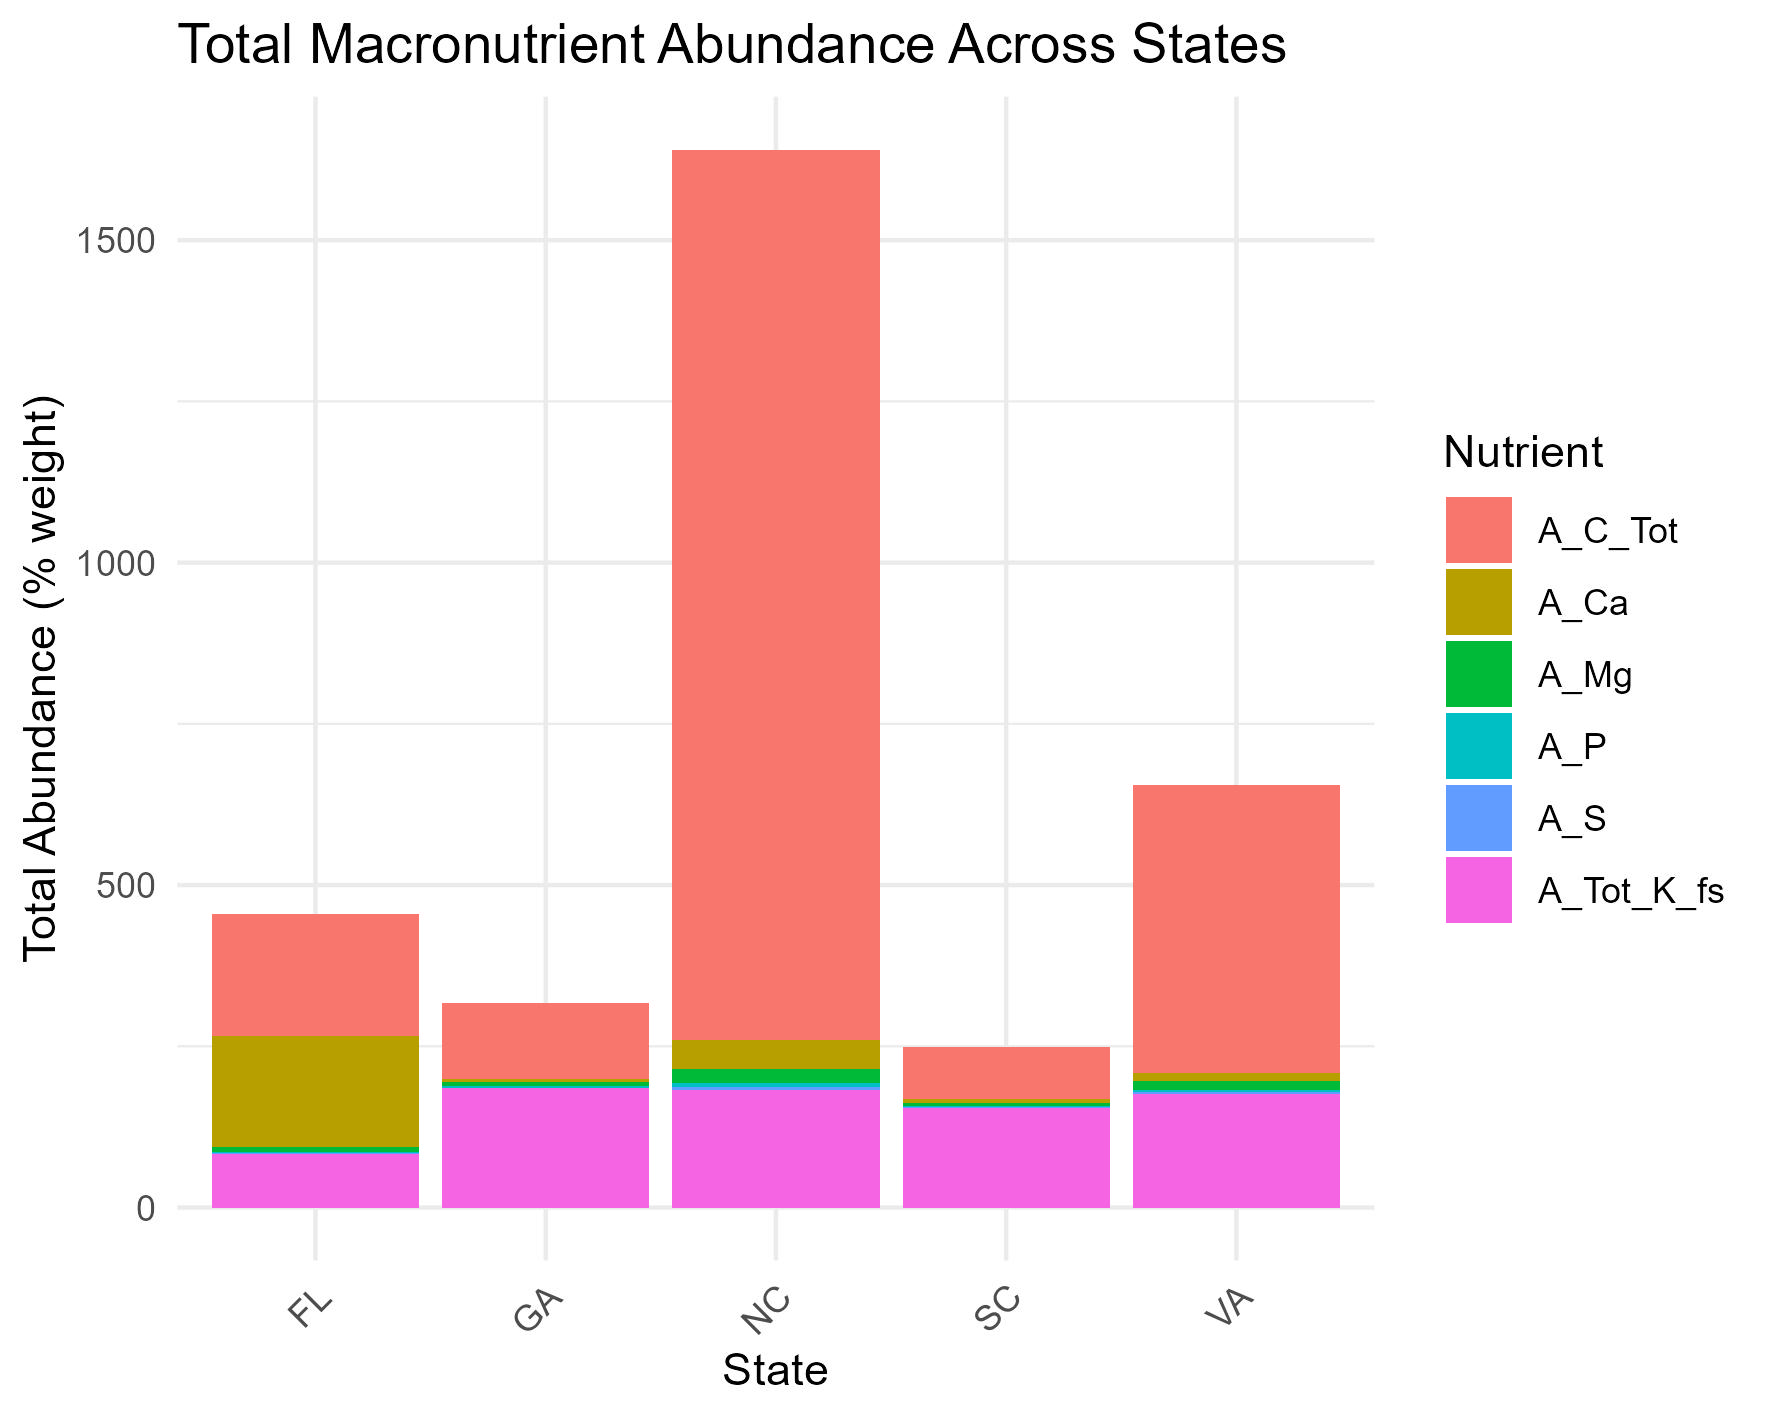 Total Macronutrient Abundance Across States
Total Abundance (% weight)
1500
1000
500
0
FL
GA
NC
SC
VA
State
Nutrient
A_C_Tot
A_Ca
A_Mg
A_P
A_S
A_Tot_K_fs